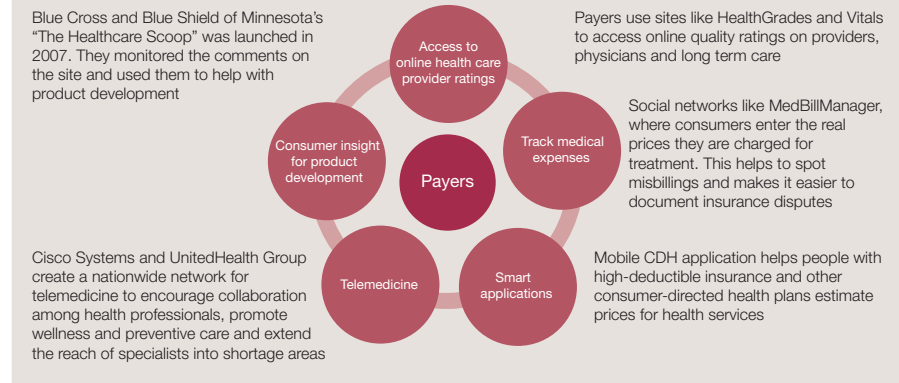 Blue Cross and Blue Shield of Minnesota’s
“The Healthcare Scoop” was launched in
2007. They monitored the comments on
the site and used them to help with
product development
Access to
online health care
provider ratings
Payers use sites like HealthGrades and Vitals
to access online quality ratings on providers,
physicians and long term care
Consumer insight
for product
development
Payers
Track medical
expenses
Social networks like MedBillManager,
where consumers enter the real
prices they are charged for
treatment. This helps to spot
misbillings and makes it easier to
document insurance disputes
Cisco Systems and UnitedHealth Group
create a nationwide network for
telemedicine to encourage collaboration
among health professionals, promote
wellness and preventive care and extend
the reach of specialists into shortage areas
Telemedicine
Smart
applications
Mobile CDH application helps people with
high-deductible insurance and other
consumer-directed health plans estimate
prices for health services